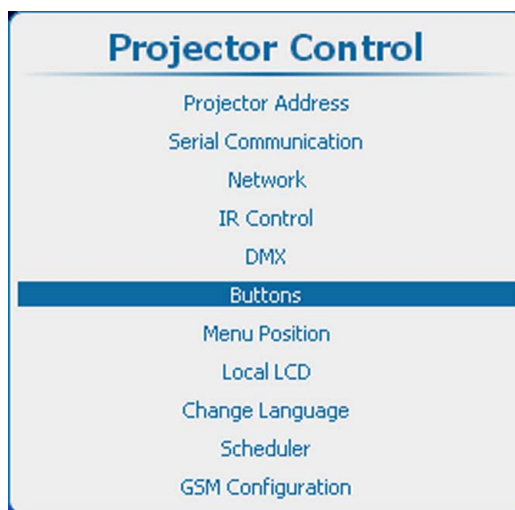 Projector Control
Projector Address
Serial Communication
Network
IR Control
DMX
Buttons
Menu Position
Local LCD
Change Language
Scheduler
GSM Configuration